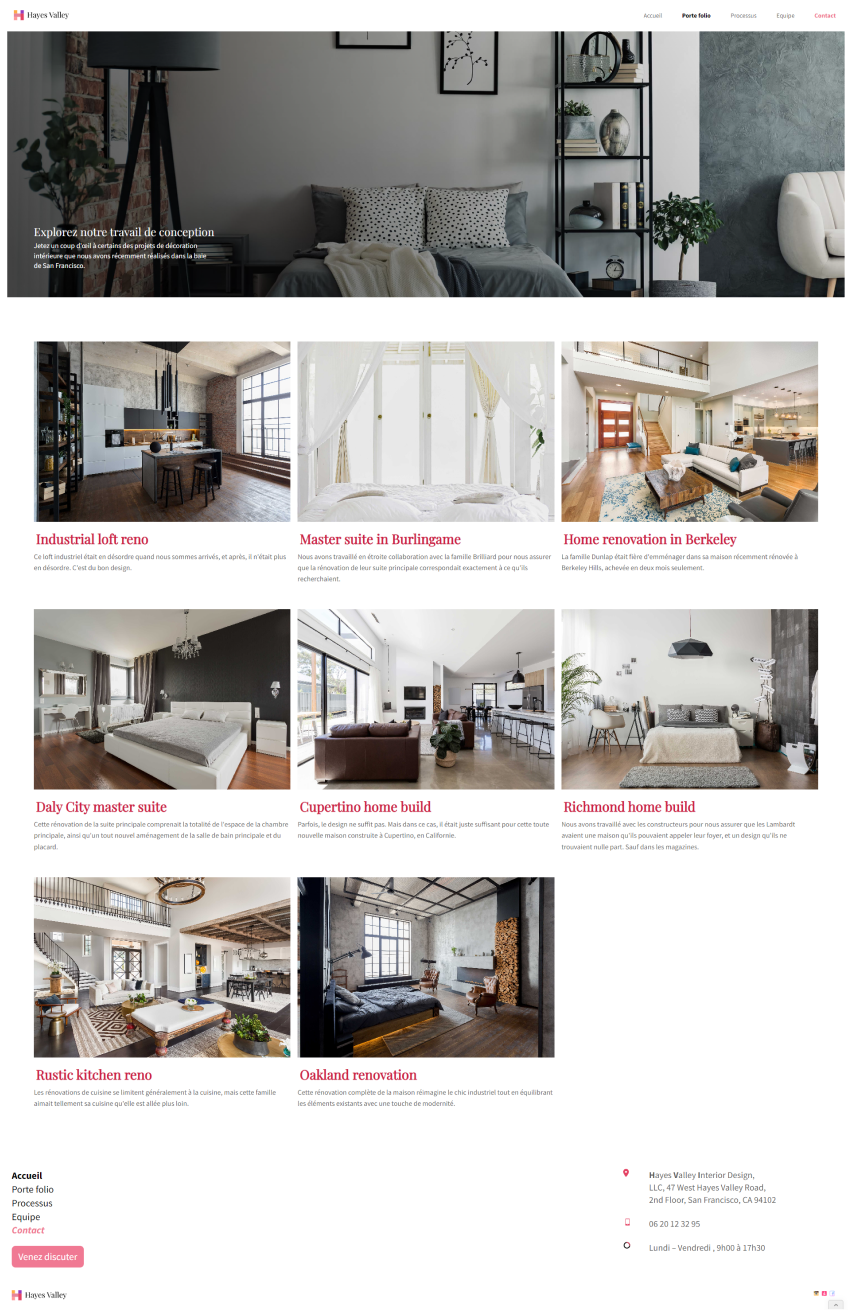 Hayes Valley
Accueil Porte folio Processus Equipe Contact
Explorez notre travail de conception
Jetez un coup d'œil à certains des projets de décoration
intérieure que nous avons récemment réalisés dans la baie
de San Francisco.
Industrial loft reno
Ce loft industriel était en désordre quand nous sommes arrivés, et après, il n'était plus
en désordre. C'est du bon design.
Master suite in Burlingame
Nous avons travaillé en étroite collaboration avec la famille Brilliard pour nous assurer
que la rénovation de leur suite principale correspondait exactement à ce qu'ils
recherchaient.
Home renovation in Berkeley
La famille Dunlap était fière d'emménager dans sa maison récemment rénovée à
Berkeley Hills, achevée en deux mois seulement.
Daly City master suite
Cette rénovation de la suite principale comprenait la totalité de l'espace de la chambre
principale, ainsi qu'un tout nouvel aménagement de la salle de bain principale et du
placard.
Cupertino home build
Parfois, le design ne suffit pas. Mais dans ce cas, il était juste suffisant pour cette toute
nouvelle maison construite à Cupertino, en Californie.
Richmond home build
Nous avons travaillé avec les constructeurs pour nous assurer que les Lambardt
avaient une maison qu'ils pouvaient appeler leur foyer, et un design qu'ils ne
trouvaient nulle part. Sauf dans les magazines.
Rustic kitchen reno
Les rénovations de cuisine se limitent généralement à la cuisine, mais cette famille
aimait tellement sa cuisine qu'elle est allée plus loin.
Oakland renovation
Cette rénovation complète de la maison réimagine le chic industriel tout en équilibrant
les éléments existants avec une touche de modernité.
Accueil
Porte folio
Processus
Equipe
Contact
Venez discuter
Hayes Valley Interior Design,
LLC, 47 West Hayes Valley Road,
2nd Floor, San Francisco, CA 94102
06 20 12 32 95
Lundi – Vendredi , 9h00 à 17h30
Hayes Valley